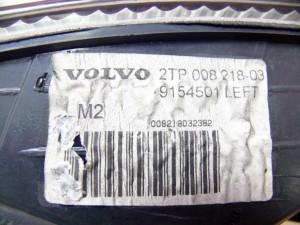 VOLVO 2TP 008 218-03
9154501 LEFT
M2
008218032382